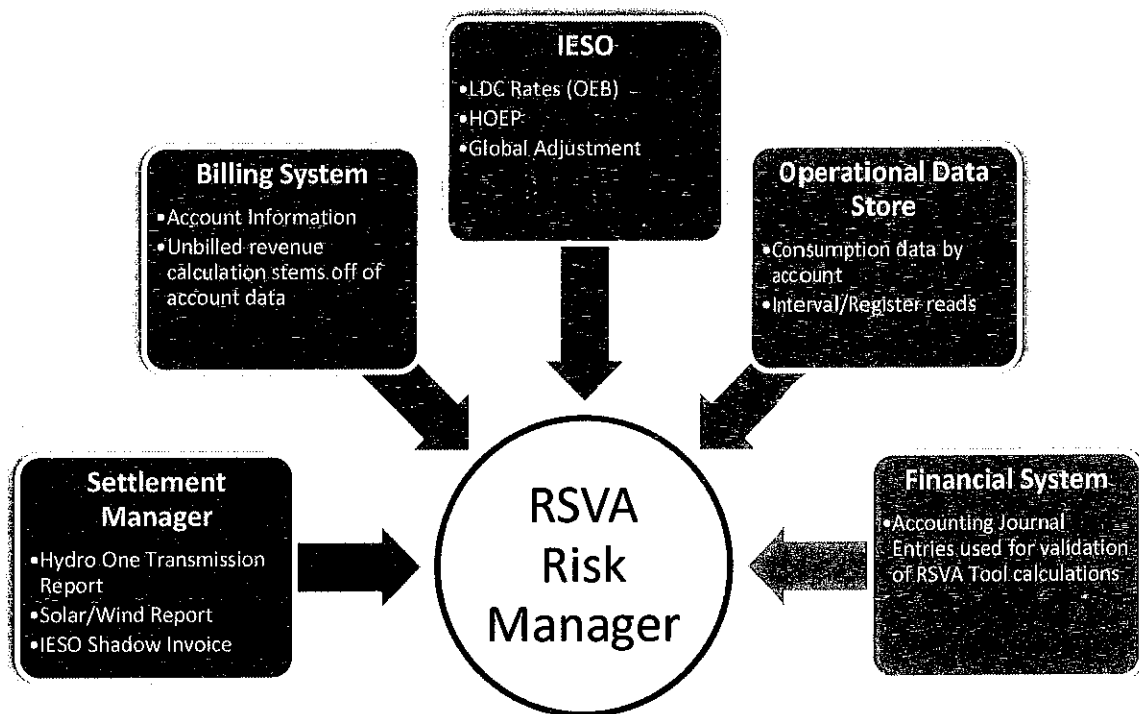 IESO
•LDC Rates (OEB)
•HOEP
•Global Adjustment
Billing System
•Account Information
•Unbilled revenue
calculation stems off of
account data
Operational Data
Store
•Consumption data by
account
•Interval/Register reads
Settlement
Manager
•Hydro One Transmission
Report
•Solar/Wind Report
•IESO Shadow Invoice
RSVA
Risk
Manager
Financial System
•Accounting Journal
Entries used for validation
of RSVA Tool calculations